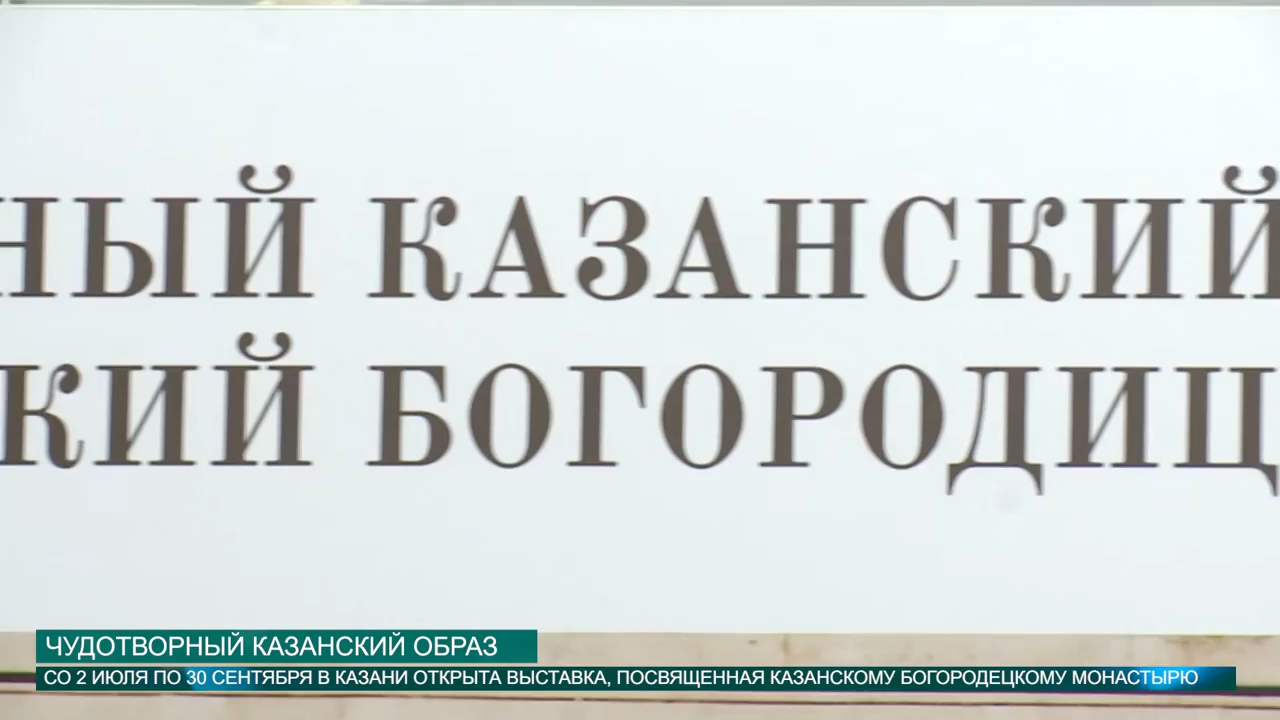 НЫЙ КАЗАНСКИЙ
КИЙ БОГОРОДИЦ
ЧУДОТВОРНЫЙ КАЗАНСКИЙ ОБРАЗ
СО 2 ИЮЛЯ ПО 30 СЕНТЯБРЯ В КАЗАНИ ОТКРЫТА ВЫСТАВКА, ПОСВЯЩЕННАЯ КАЗАНСКОМУ БОГОРОДЕЦКОМУ МОНАСТЫРЮ